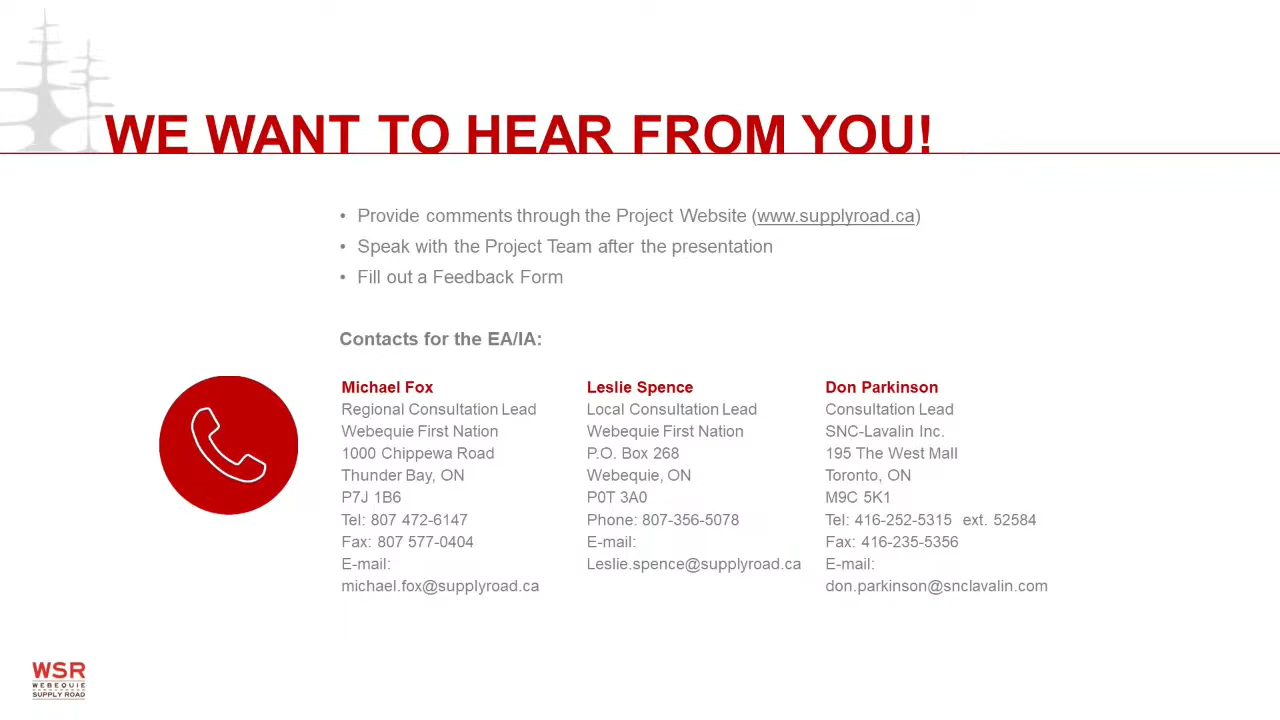 WE WANT TO HEAR FROM YOU!
• Provide comments through the Project Website (www.supplyroad.ca)
• Speak with the Project Team after the presentation
• Fill out a Feedback Form
Contacts for the EA/IA:
Michael Fox
Regional Consultation Lead
Webequie First Nation
1000 Chippewa Road
Thunder Bay, ON
P7J 1B6
Tel: 807 472-6147
Fax: 807 577-0404
E-mail:
michael.fox@supplyroad.ca
Leslie Spence
Local Consultation Lead
Webequie First Nation
P.O. Box 268
Webequie, ON
P0T 3A0
Phone: 807-356-5078
E-mail:
Leslie.spence@supplyroad.ca
Don Parkinson
Consultation Lead
SNC-Lavalin Inc.
195 The West Mall
Toronto, ON
M9C 5K1
Tel: 416-252-5315 ext. 52584
Fax: 416-235-5356
E-mail:
don.parkinson@snclavalin.com
WSR
WEBEQUIE
SUPPLY ROAD